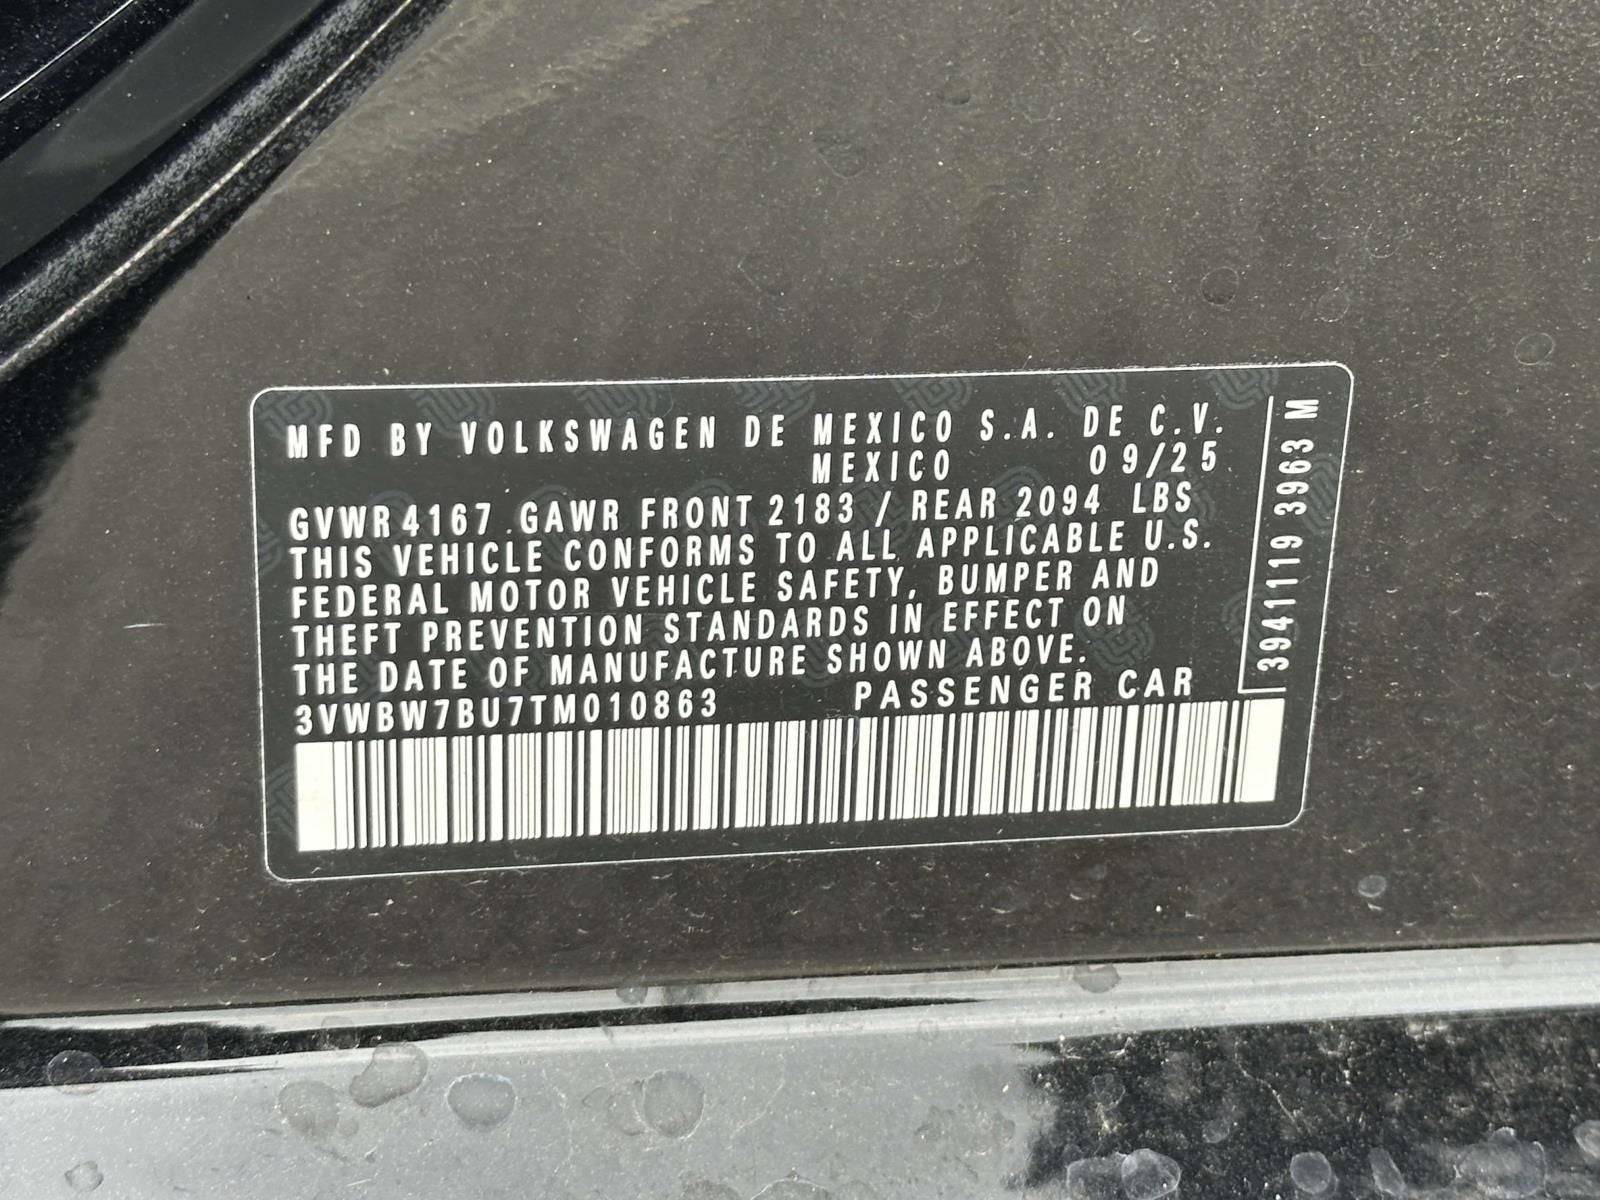 MFD BY VOLKSWAGEN DE MEXICO S.A. DE C.V.
MEXICO 09/25
GVWR 4167 GAWR FRONT 2183 / REAR 2094 LBS
THIS VEHICLE CONFORMS TO ALL APPLICABLE U.S.
FEDERAL MOTOR VEHICLE SAFETY, BUMPER AND
THEFT PREVENTION STANDARDS IN EFFECT ON
THE DATE OF MANUFACTURE SHOWN ABOVE.
3VWBW7BU7TM010863 PASSENGER CAR
3941119 3963 M